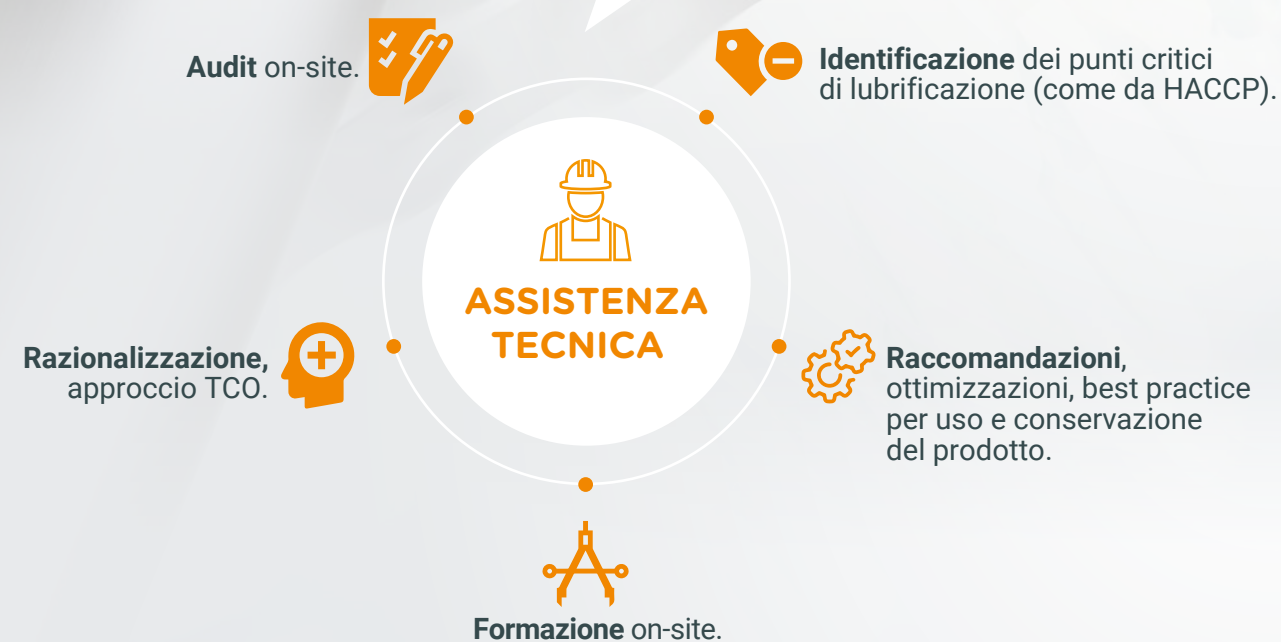 Audit on-site.
Identificazione dei punti critici
di lubrificazione (come da HACCP).
ASSISTENZA
TECNICA
Razionalizzazione,
approccio TCO.
Raccomandazioni,
ottimizzazioni, best practice
per uso e conservazione
del prodotto.
Formazione on-site.